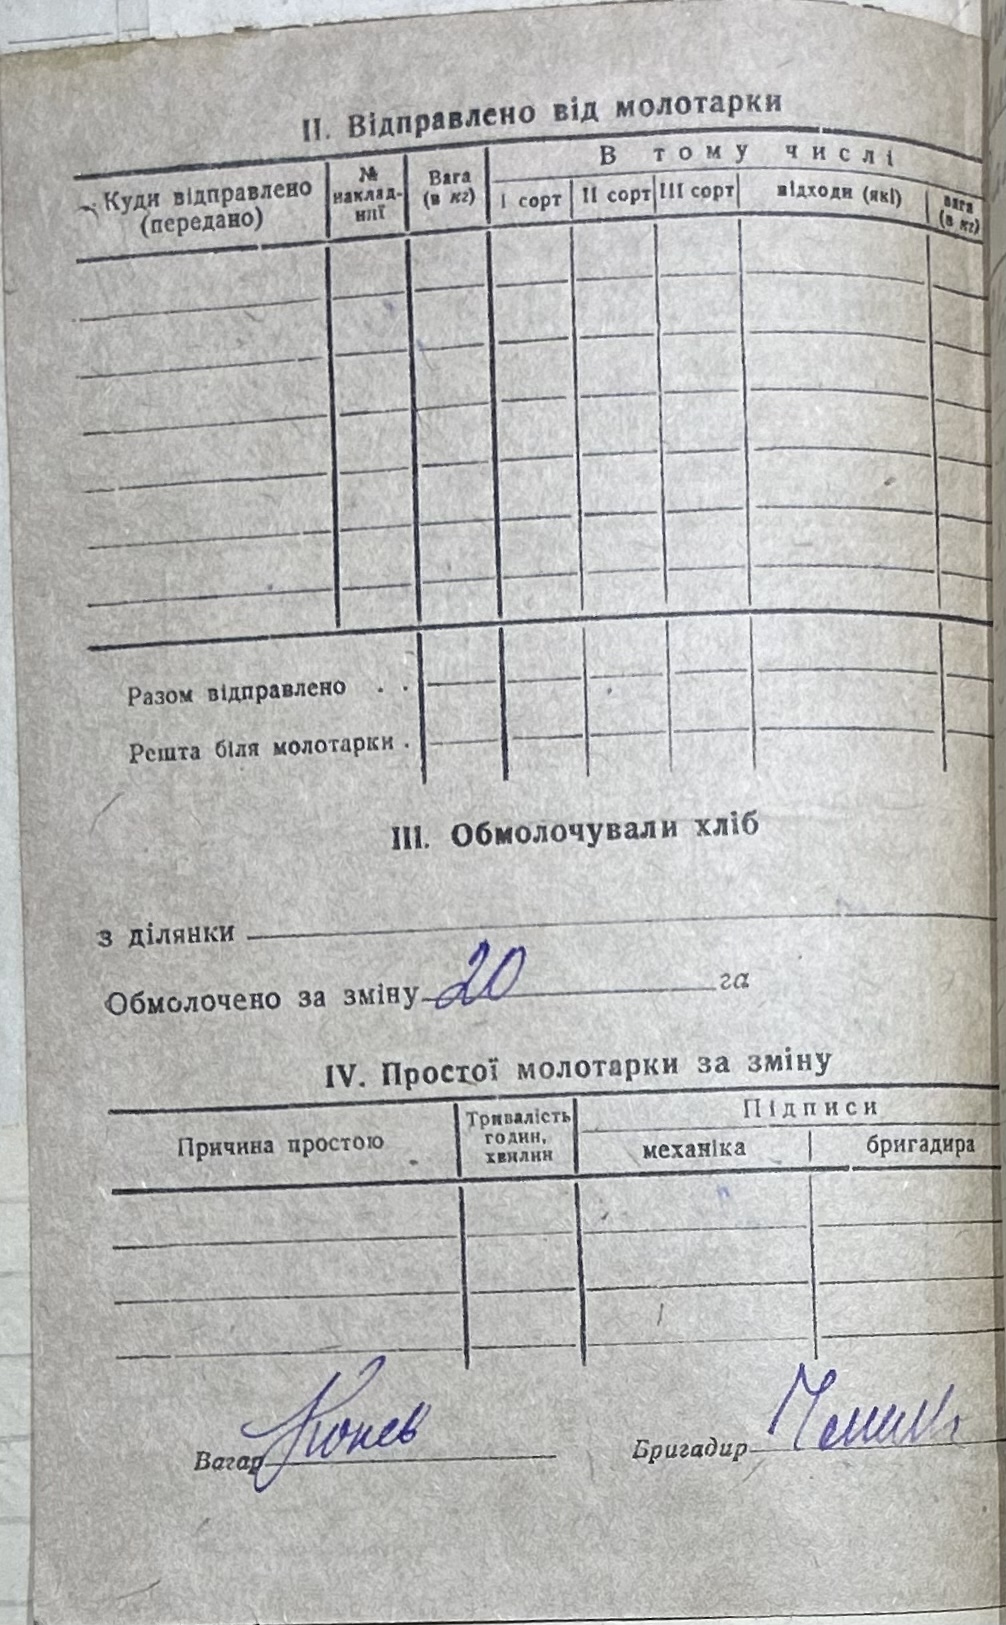 II. Відправлено від молотарки
Куди відправлено
(передано)
№
наклад-
ної
Вага
(в кг)
В тому числі
I сорт
II сорт
III сорт
відходи (які)
вага
(в кг)
Разом відправлено . .
Решта біля молотарки .
III. Обмолочували хліб
з ділянки
Обмолочено за зміну 20 га
IV. Простої молотарки за зміну
Причина простою
Тривалість
годин,
хвилин
Підписи
механіка
бригадира
Вагар
Бригадир